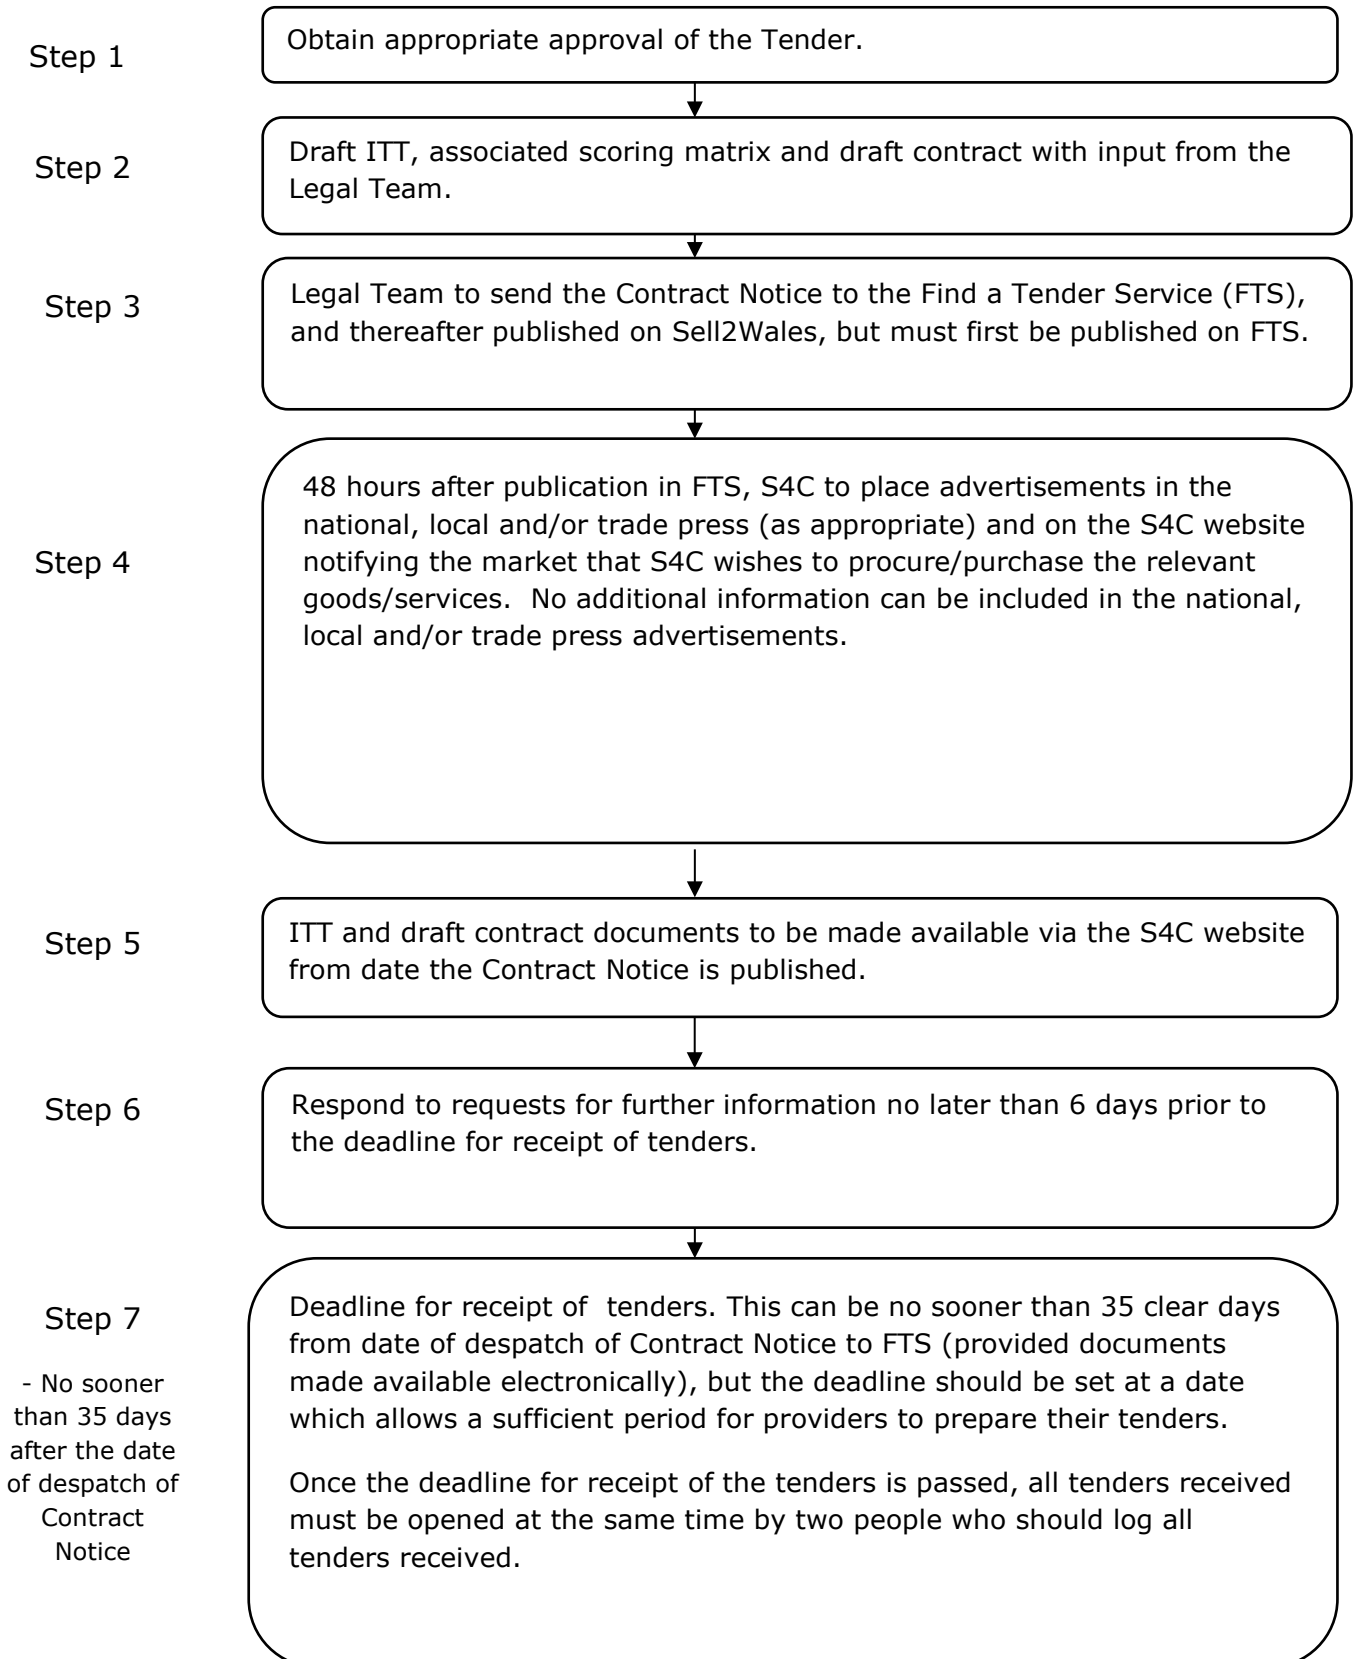 Step 1
Obtain appropriate approval of the Tender.
Step 2
Draft ITT, associated scoring matrix and draft contract with input from the
Legal Team.
Step 3
Legal Team to send the Contract Notice to the Find a Tender Service (FTS),
and thereafter published on Sell2Wales, but must first be published on FTS.
Step 4
48 hours after publication in FTS, S4C to place advertisements in the
national, local and/or trade press (as appropriate) and on the S4C website
notifying the market that S4C wishes to procure/purchase the relevant
goods/services. No additional information can be included in the national,
local and/or trade press advertisements.
Step 5
ITT and draft contract documents to be made available via the S4C website
from date the Contract Notice is published.
Step 6
Respond to requests for further information no later than 6 days prior to
the deadline for receipt of tenders.
Step 7
- No sooner
than 35 days
after the date
of despatch of
Contract
Notice
Deadline for receipt of tenders. This can be no sooner than 35 clear days
from date of despatch of Contract Notice to FTS (provided documents
made available electronically), but the deadline should be set at a date
which allows a sufficient period for providers to prepare their tenders.
Once the deadline for receipt of the tenders is passed, all tenders received
must be opened at the same time by two people who should log all
tenders received.